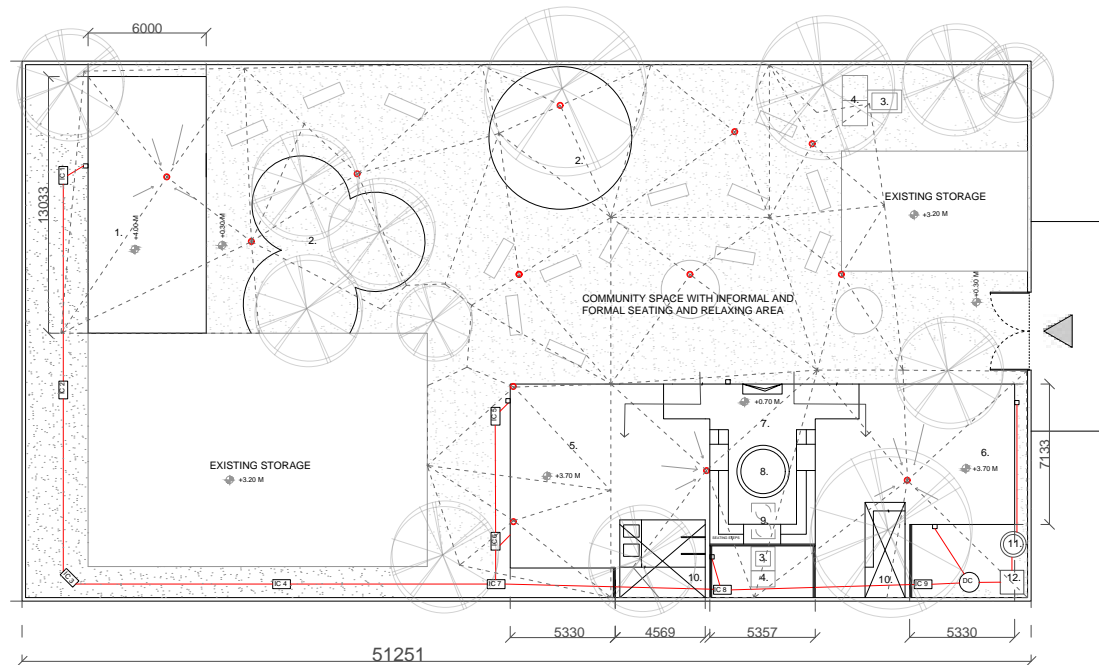 6000
4.
3.
IC 1
2.
EXISTING STORAGE
+3.20 M
13033
1.
+4.00 M
+0.30 M
2.
+0.30 M
COMMUNITY SPACE WITH INFORMAL AND
FORMAL SEATING AND RELAXING AREA
IC 2
+0.70 M
IC 5
7.
5.
6.
7133
EXISTING STORAGE
+3.20 M
+3.70 M
8.
+3.70 M
9.
SEATING STEPS
IC 6
11.
3.
IC 3
IC 4
IC 7
10.
4.
IC 8
10.
IC 9
DC
12.
5330
4569
5357
5330
51251